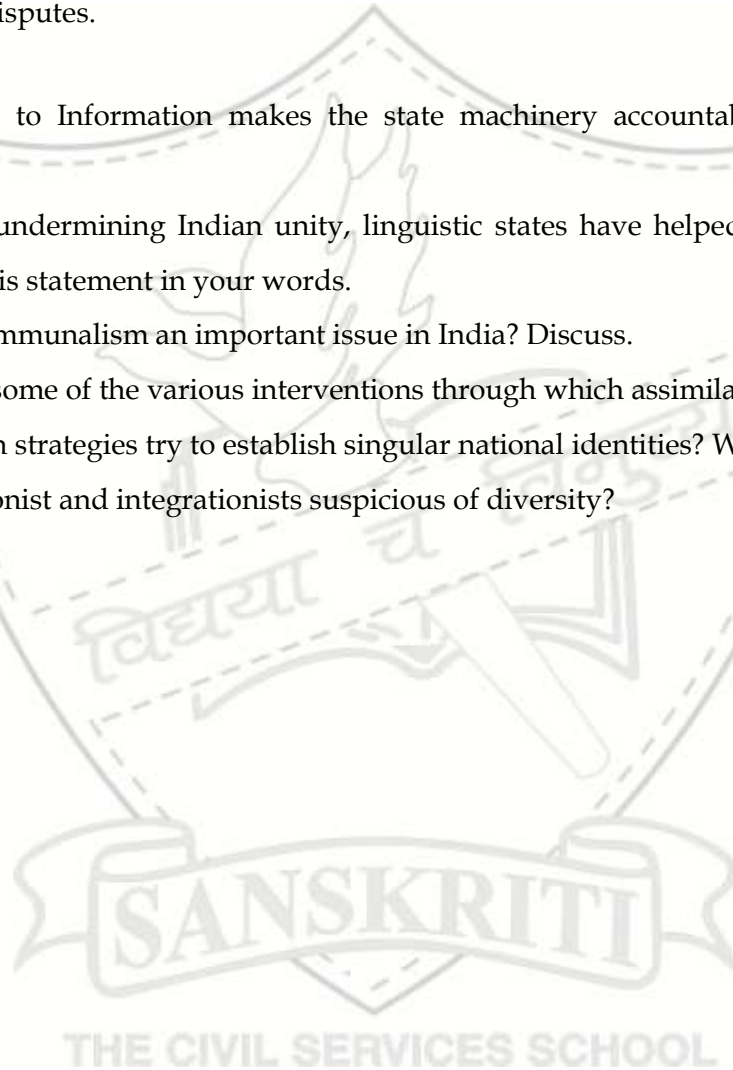 isputes.
to Information makes the state machinery accountab
undermining Indian unity, linguistic states have helped
is statement in your words.
mmunalism an important issue in India? Discuss.
some of the various interventions through which assimila
n strategies try to establish singular national identities? W
onist and integrationists suspicious of diversity?
विद्यया च
SANSKRITI
THE CIVIL SERVICES SCHOOL